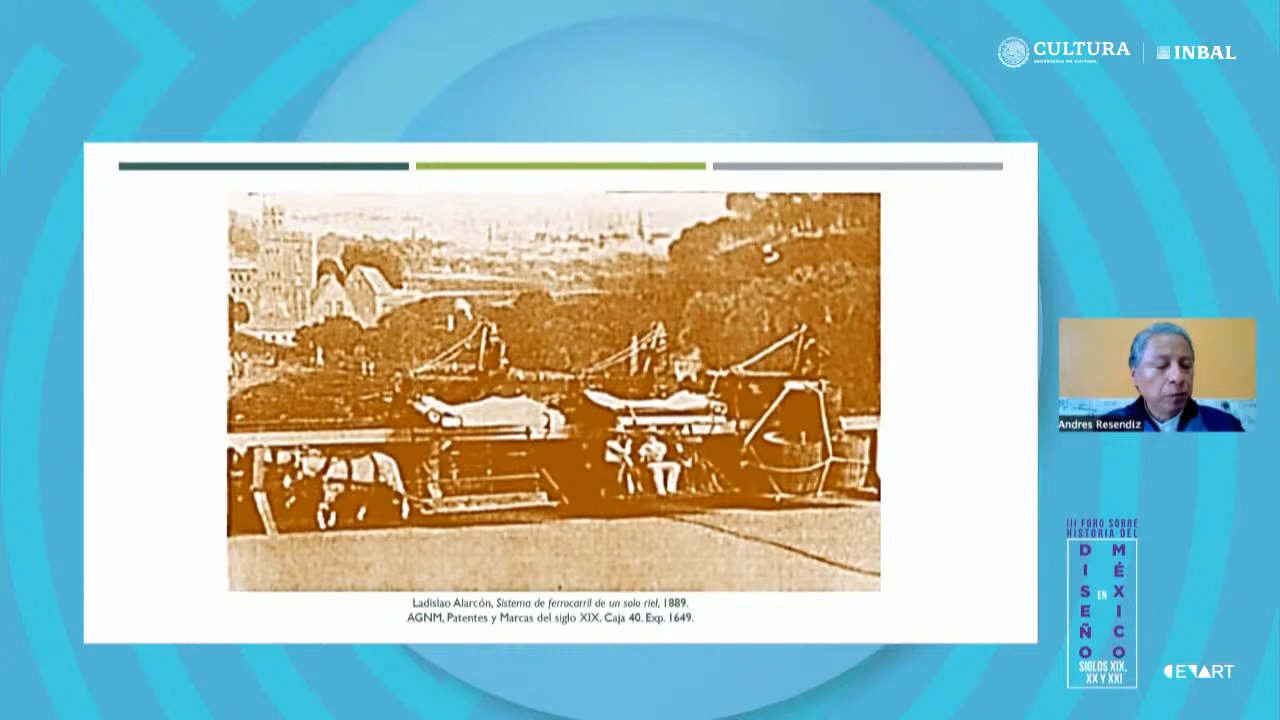 CULTURA
SECRETARÍA DE CULTURA
INBAL
Ladislao Alarcón, Sistema de ferrocarril de un solo riel, 1889.
AGNM, Patentes y Marcas del siglo XIX. Caja 40. Exp. 1649.
Andres Resendiz
III FORO SOBRE
HISTORIA DEL
DISEÑO
EN
MÉXICO
SIGLOS XIX,
XX Y XXI
CENART